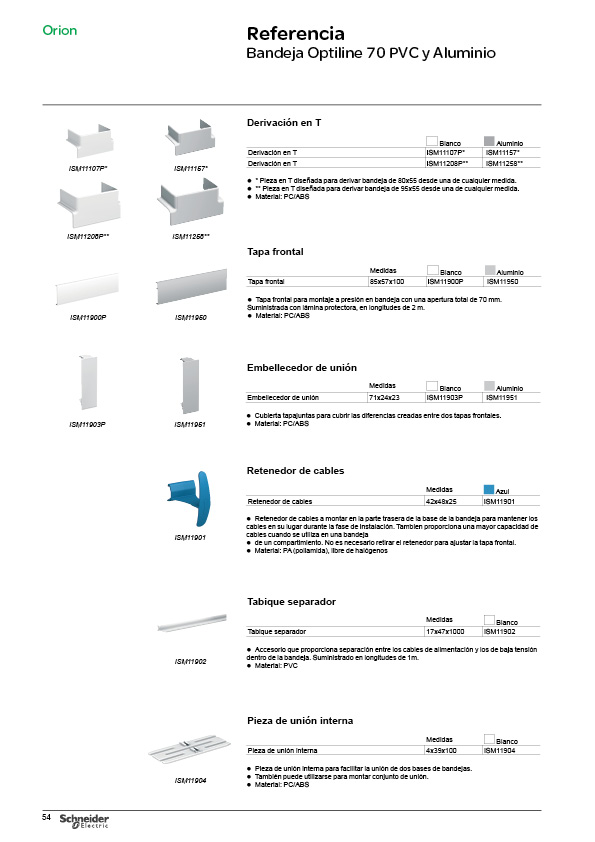 Orion
Referencia
Bandeja Optiline 70 PVC y Aluminio
Derivación en T
Blanco Aluminio
Derivación en T ISM11107P* ISM11157*
Derivación en T ISM11208P** ISM11258**
● * Pieza en T diseñada para derivar bandeja de 80x55 desde una de cualquier medida.
● ** Pieza en T diseñada para derivar bandeja de 95x55 desde una de cualquier medida.
● Material: PC/ABS
ISM11107P* ISM11157*
ISM11208P** ISM11258**
Tapa frontal
Medidas Blanco Aluminio
Tapa frontal 85x57x100 ISM11900P ISM11950
● Tapa frontal para montaje a presión en bandeja con una apertura total de 70 mm.
Suministrada con lámina protectora, en longitudes de 2 m.
● Material: PC/ABS
ISM11900P ISM11950
Embellecedor de unión
Medidas Blanco Aluminio
Embellecedor de unión 71x24x23 ISM11903P ISM11951
● Cubierta tapajuntas para cubrir las diferencias creadas entre dos tapas frontales.
● Material: PC/ABS
ISM11903P ISM11951
Retenedor de cables
Medidas Azul
Retenedor de cables 42x48x25 ISM11901
● Retenedor de cables a montar en la parte trasera de la base de la bandeja para mantener los
cables en su lugar durante la fase de instalación. Tambien proporciona una mayor capacidad de
cables cuando se utiliza en una bandeja
● de un compartimento. No es necesario retirar el retenedor para ajustar la tapa frontal.
● Material: PA (poliamida), libre de halógenos
ISM11901
Tabique separador
Medidas Blanco
Tabique separador 17x47x1000 ISM11902
● Accesorio que proporciona separación entre los cables de alimentación y los de baja tensión
dentro de la bandeja. Suministrado en longitudes de 1m.
● Material: PVC
ISM11902
Pieza de unión interna
Medidas Blanco
Pieza de unión interna 4x39x100 ISM11904
● Pieza de unión interna para facilitar la unión de dos bases de bandejas.
● También puede utilizarse para montar conjunto de unión.
● Material: PC/ABS
ISM11904
54 Schneider
Electric